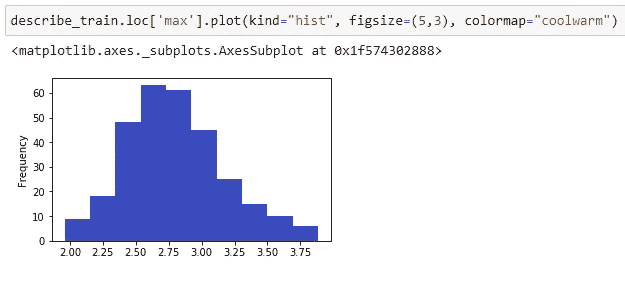 describe_train.loc['max'].plot(kind="hist", figsize=(5,3), colormap="coolwarm")
<matplotlib.axes._subplots.AxesSubplot at 0x1f574302888>
60
50
40
30
20
10
0
Frequency
2.00 2.25 2.50 2.75 3.00 3.25 3.50 3.75